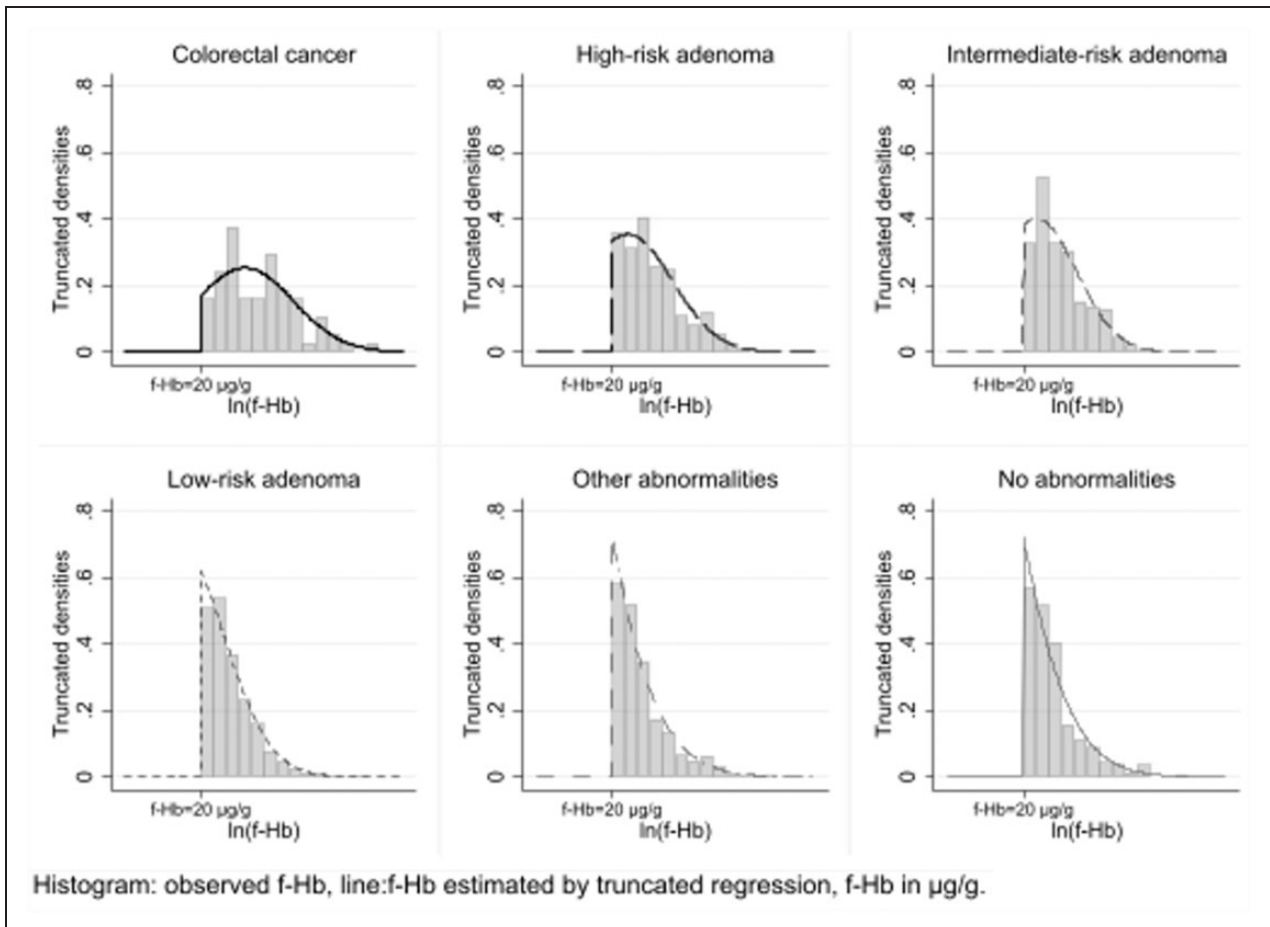 Colorectal cancer
Truncated densities
.8
.6
.4
.2
0
f-Hb=20 µg/g
ln(f-Hb)
High-risk adenoma
Truncated densities
.8
.6
.4
.2
0
f-Hb=20 µg/g
ln(f-Hb)
Intermediate-risk adenoma
Truncated densities
.8
.6
.4
.2
0
f-Hb=20 µg/g
ln(f-Hb)
Low-risk adenoma
Truncated densities
.8
.6
.4
.2
0
f-Hb=20 µg/g
ln(f-Hb)
Other abnormalities
Truncated densities
.8
.6
.4
.2
0
f-Hb=20 µg/g
ln(f-Hb)
No abnormalities
Truncated densities
.8
.6
.4
.2
0
f-Hb=20 µg/g
ln(f-Hb)
Histogram: observed f-Hb, line:f-Hb estimated by truncated regression, f-Hb in µg/g.